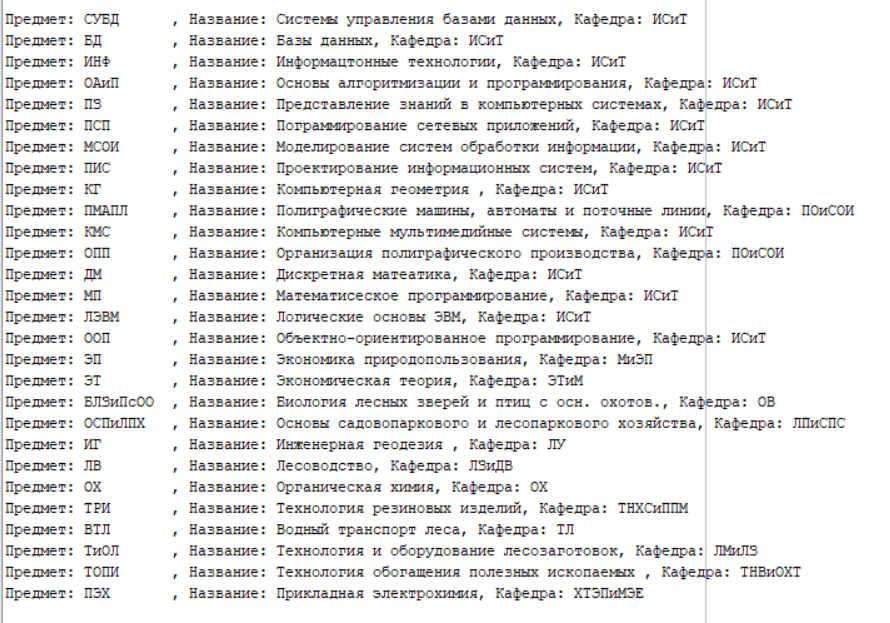 Предмет: СУБД      , Название: Системы управления базами данных, Кафедра: ИСиТ
Предмет: БД        , Название: Базы данных, Кафедра: ИСиТ
Предмет: ИНФ       , Название: Информацтонные технологии, Кафедра: ИСиТ
Предмет: ОАиП      , Название: Основы алгоритмизации и программирования, Кафедра: ИСиТ
Предмет: ПЗ        , Название: Представление знаний в компьютерных системах, Кафедра: ИСиТ
Предмет: ПСП       , Название: Пограммирование сетевых приложений, Кафедра: ИСиТ
Предмет: МСОИ      , Название: Моделирование систем обработки информации, Кафедра: ИСиТ
Предмет: ПИС       , Название: Проектирование информационных систем, Кафедра: ИСиТ
Предмет: КГ        , Название: Компьютерная геометрия , Кафедра: ИСиТ
Предмет: ПМАПЛ     , Название: Полиграфические машины, автоматы и поточные линии, Кафедра: ПОиСОИ
Предмет: КМС       , Название: Компьютерные мультимедийные системы, Кафедра: ИСиТ
Предмет: ОПП       , Название: Организация полиграфического производства, Кафедра: ПОиСОИ
Предмет: ДМ        , Название: Дискретная матеатика, Кафедра: ИСиТ
Предмет: МП        , Название: Математисеское программирование, Кафедра: ИСиТ
Предмет: ЛЭВМ      , Название: Логические основы ЭВМ, Кафедра: ИСиТ
Предмет: ООП       , Название: Объектно-ориентированное программирование, Кафедра: ИСиТ
Предмет: ЭП        , Название: Экономика природопользования, Кафедра: МиЭП
Предмет: ЭТ        , Название: Экономическая теория, Кафедра: ЭТиМ
Предмет: БЛЗиПсОО  , Название: Биология лесных зверей и птиц с осн. охотов., Кафедра: ОВ
Предмет: ОСПиЛПХ   , Название: Основы садовопаркового и лесопаркового хозяйства, Кафедра: ЛПиСПС
Предмет: ИГ        , Название: Инженерная геодезия , Кафедра: ЛУ
Предмет: ЛВ        , Название: Лесоводство, Кафедра: ЛЗиДВ
Предмет: ОХ        , Название: Органическая химия, Кафедра: ОХ
Предмет: ТРИ       , Название: Технология резиновых изделий, Кафедра: ТНХСиППМ
Предмет: ВТЛ       , Название: Водный транспорт леса, Кафедра: ТЛ
Предмет: ТиОЛ      , Название: Технология и оборудование лесозаготовок, Кафедра: ЛМиЛЗ
Предмет: ТОПИ      , Название: Технология обогащения полезных ископаемых , Кафедра: ТНВиОХТ
Предмет: ПЭХ       , Название: Прикладная электрохимия, Кафедра: ХТЭПиМЭЕ